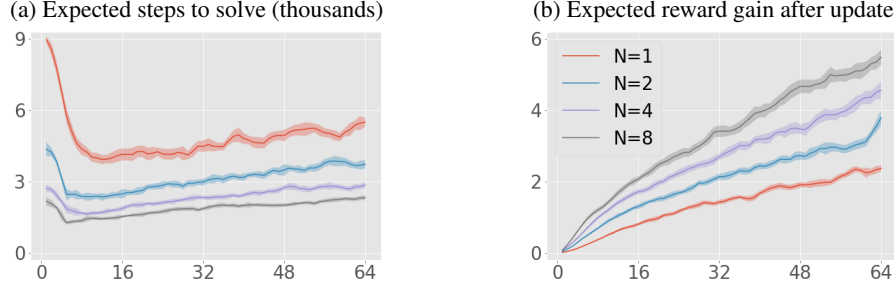 (a) Expected steps to solve (thousands)
9
6
3
0
0 16 32 48 64
(b) Expected reward gain after update
6
4
2
0
N=1
N=2
N=4
N=8
0 16 32 48 64